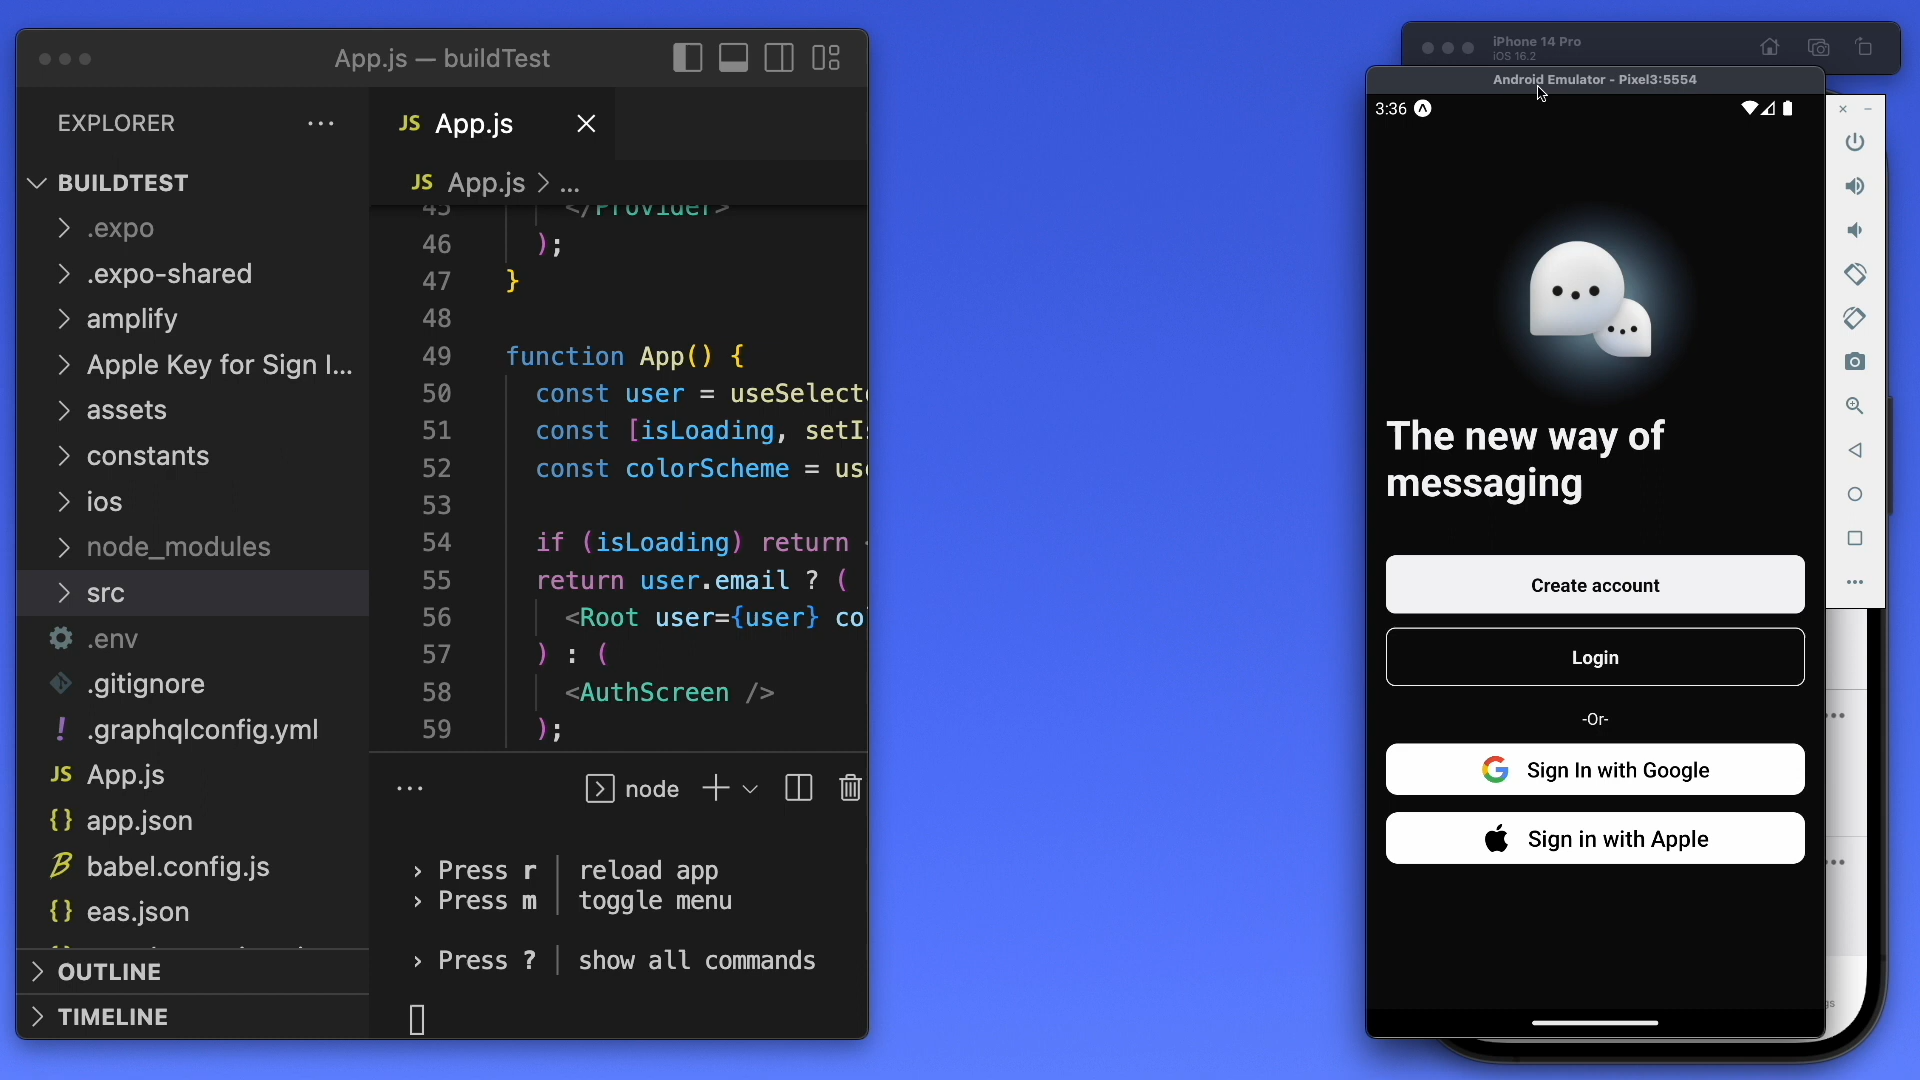 App.js — buildTest
EXPLORER
BUILDTEST
.expo
.expo-shared
amplify
Apple Key for Sign I...
assets
constants
ios
node_modules
src
.env
.gitignore
! .graphqlconfig.yml
JS App.js
{} app.json
babel.config.js
{} eas.json
OUTLINE
TIMELINE
JS App.js
JS App.js > ...
45 </Provider>
46 );
47 }
48
49 function App() {
50 const user = useSelect
51 const [isLoading, setI
52 const colorScheme = us
53
54 if (isLoading) return
55 return user.email ? (
56 <Root user={user} co
57 ) : (
58 <AuthScreen />
59 );
... node
› Press r │ reload app
› Press m │ toggle menu
› Press ? │ show all commands
iPhone 14 Pro
iOS 16.2
Android Emulator - Pixel3:5554
3:36
The new way of
messaging
Create account
Login
-Or-
Sign In with Google
Sign in with Apple